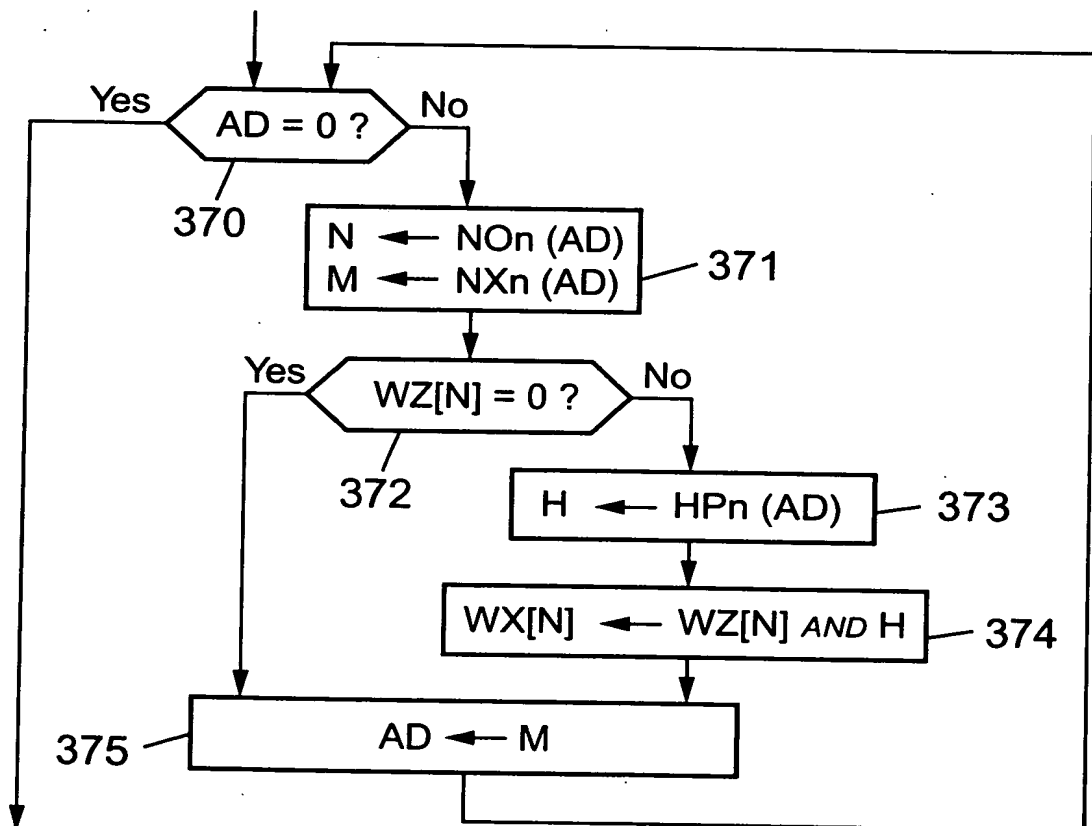 Yes
AD = 0 ?
No
370
N ← NOn (AD)
M ← NXn (AD)
371
Yes
WZ[N] = 0 ?
No
372
H ← HPn (AD)
373
WX[N] ← WZ[N] AND H
374
AD ← M
375